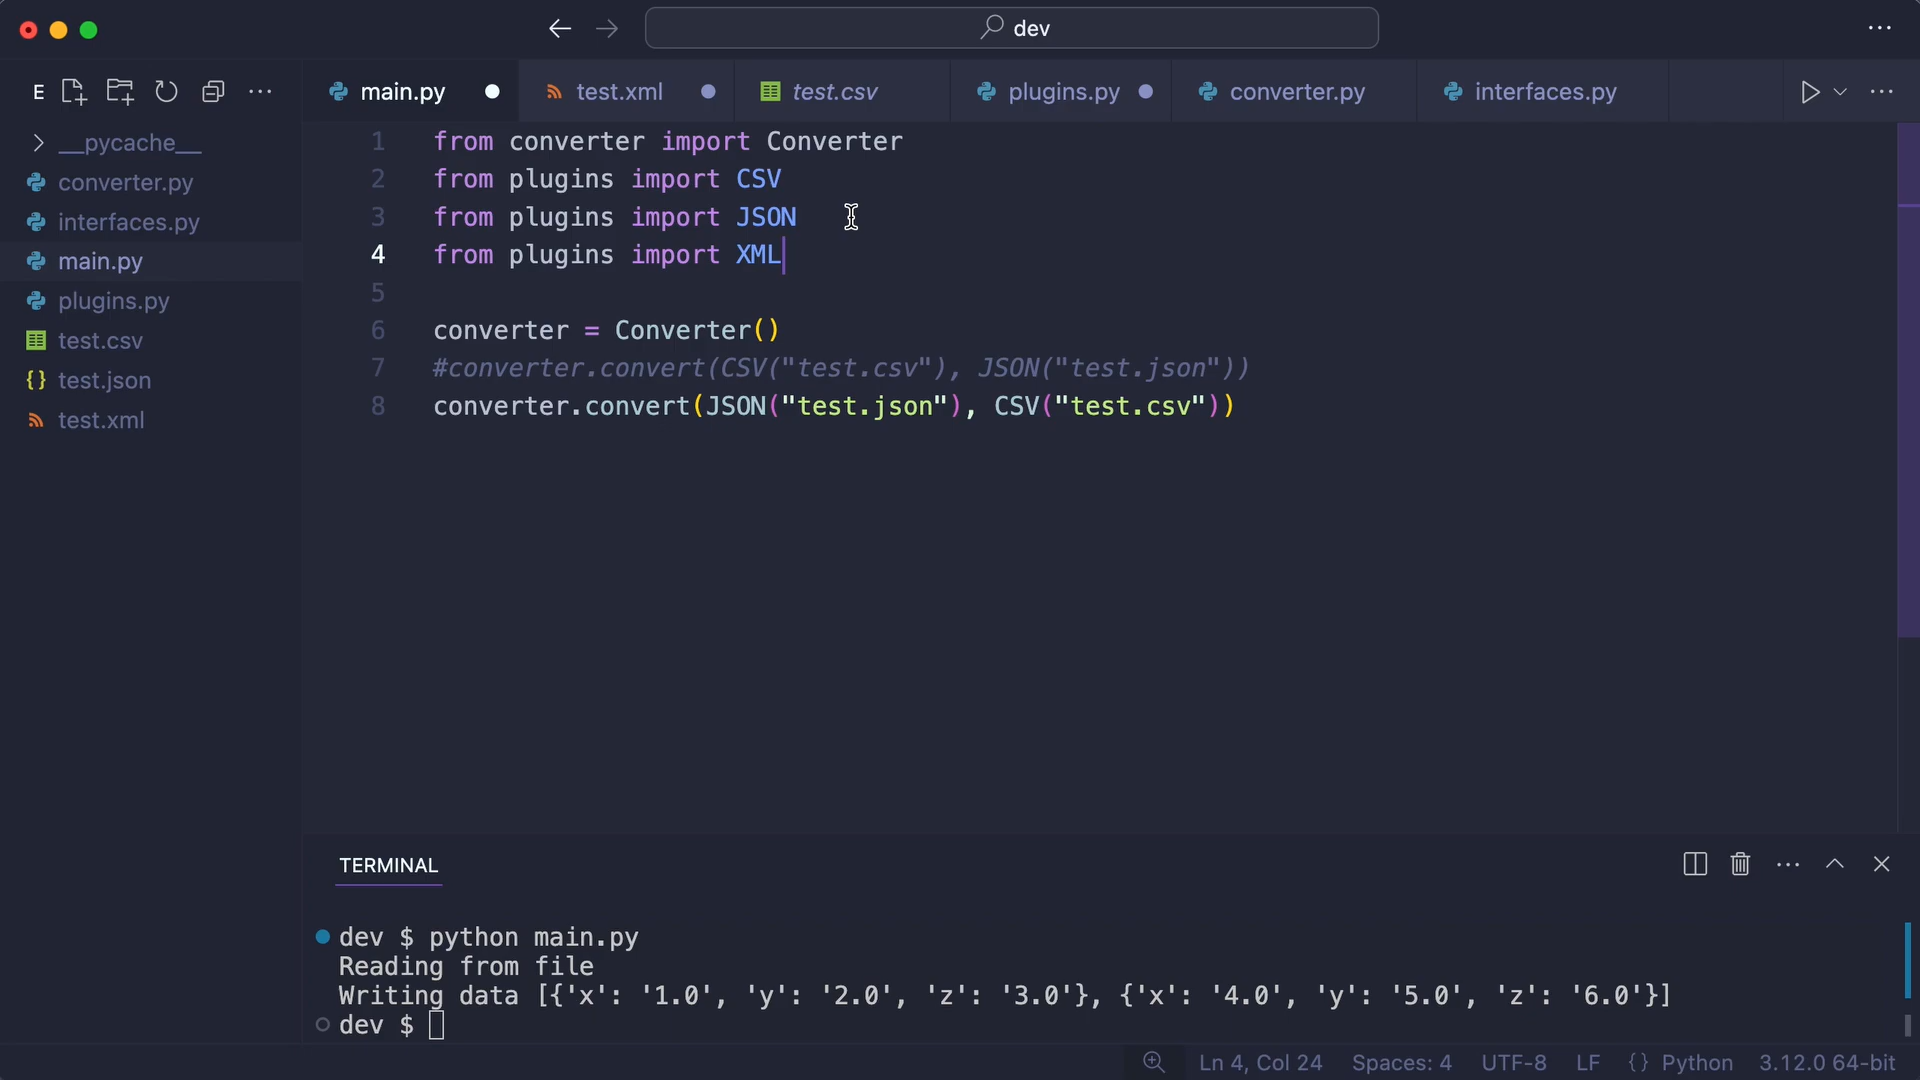 dev
E
main.py
test.xml
test.csv
plugins.py
converter.py
interfaces.py
__pycache__
converter.py
interfaces.py
main.py
plugins.py
test.csv
{} test.json
test.xml
1 from converter import Converter
2 from plugins import CSV
3 from plugins import JSON
4 from plugins import XML
5
6 converter = Converter()
7 #converter.convert(CSV("test.csv"), JSON("test.json"))
8 converter.convert(JSON("test.json"), CSV("test.csv"))
TERMINAL
dev $ python main.py
Reading from file
Writing data [{'x': '1.0', 'y': '2.0', 'z': '3.0'}, {'x': '4.0', 'y': '5.0', 'z': '6.0'}]
dev $
Ln 4, Col 24 Spaces: 4 UTF-8 LF {} Python 3.12.0 64-bit